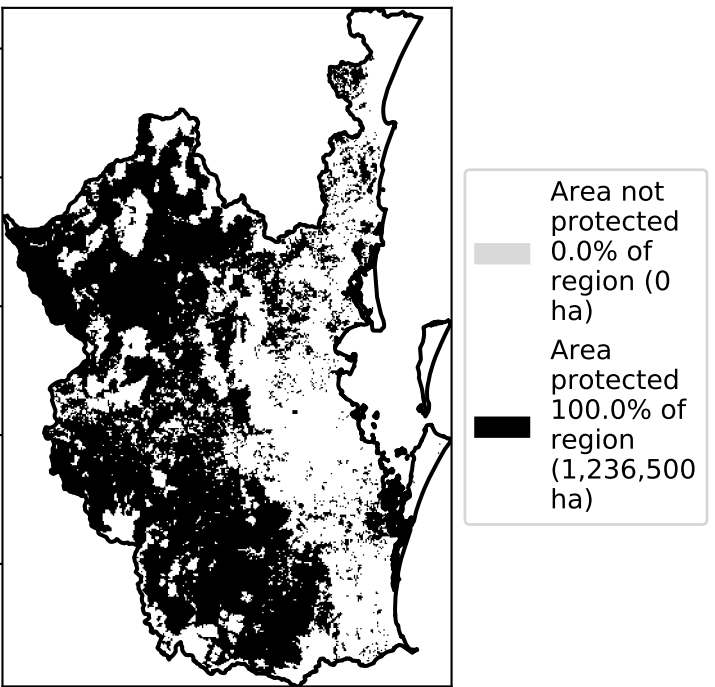 Area not
protected
0.0% of
region (0
ha)
Area
protected
100.0% of
region
(1,236,500
ha)